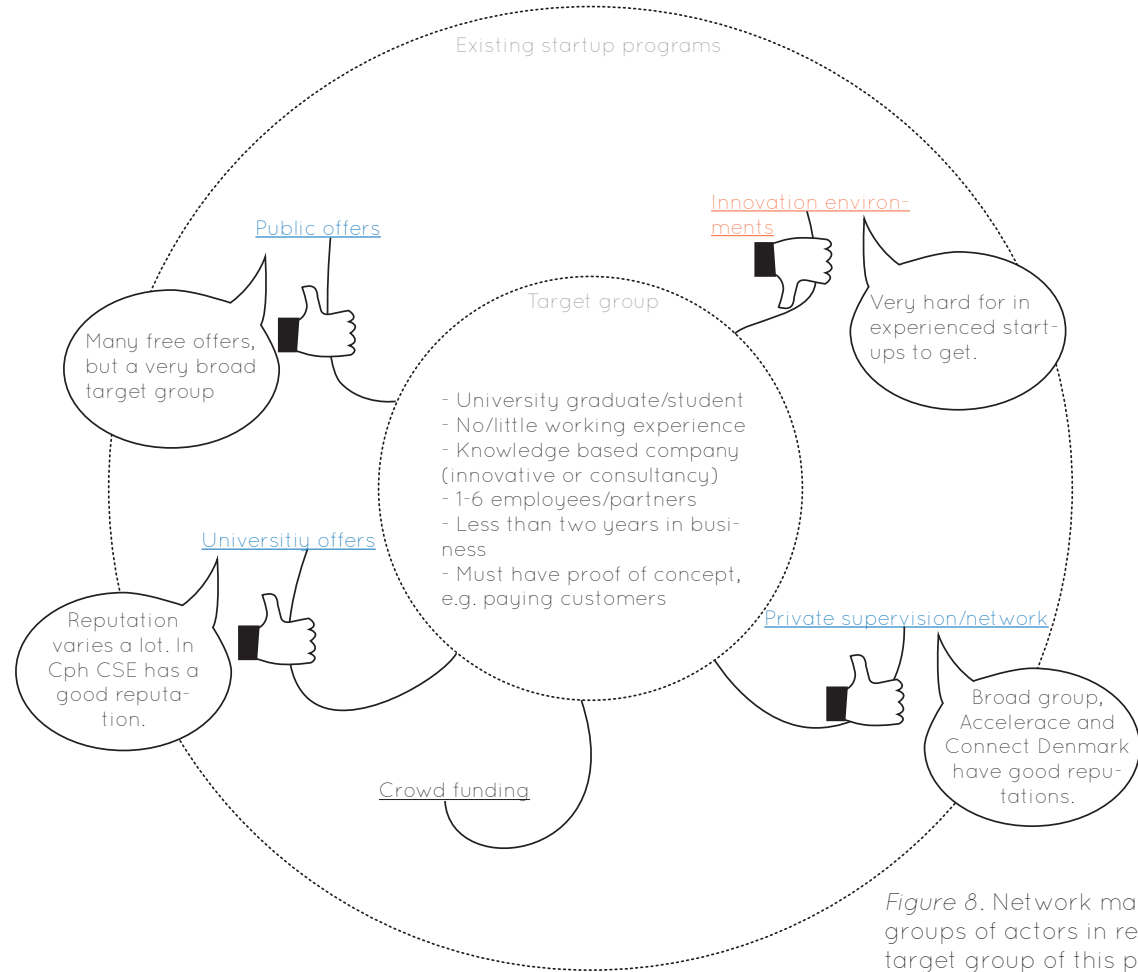 Existing startup programs
Public offers
Many free offers,
but a very broad
target group
Innovation environ-
ments
Very hard for in
experienced start-
ups to get.
Target group
- University graduate/student
- No/little working experience
- Knowledge based company
(innovative or consultancy)
- 1-6 employees/partners
- Less than two years in busi-
ness
- Must have proof of concept,
e.g. paying customers
Universitiy offers
Reputation
varies a lot. In
Cph CSE has a
good reputa-
tion.
Private supervision/network
Broad group,
Accelerace and
Connect Denmark
have good repu-
tations.
Crowd funding
Figure 8. Network ma
groups of actors in re
target group of this p